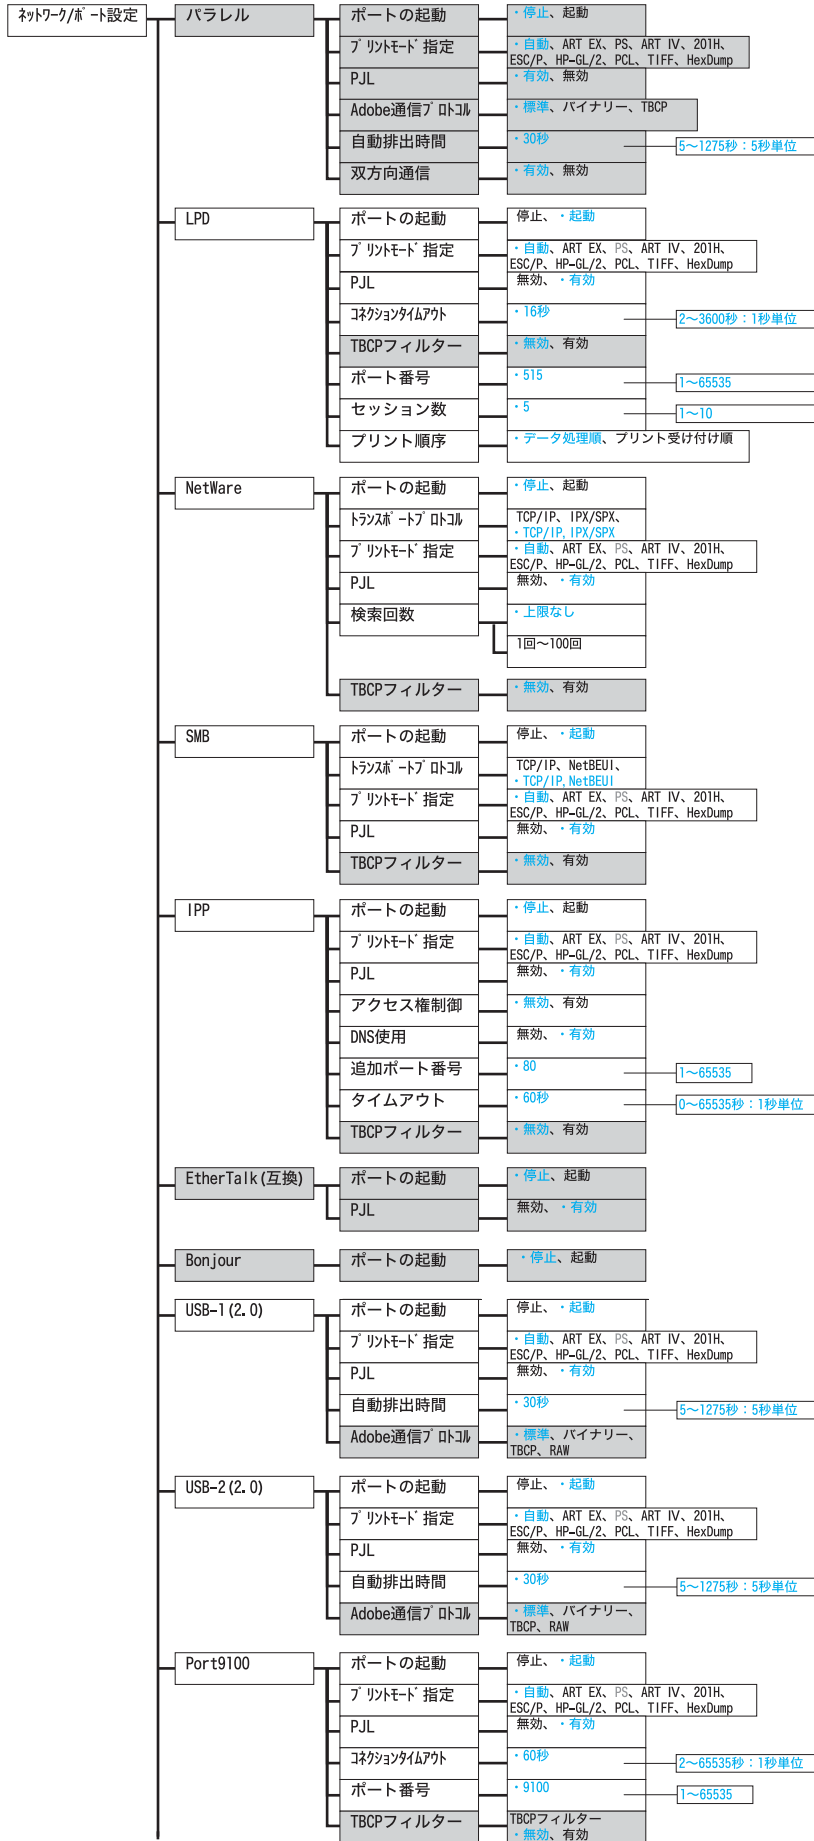 ﾈｯﾄﾜｰｸ/ﾎﾟｰﾄ設定
パラレル
ポートの起動
・停止、起動
ﾌﾟﾘﾝﾄﾓｰﾄﾞ指定
・自動、ART EX、PS、ART IV、201H、
ESC/P、HP-GL/2、PCL、TIFF、HexDump
PJL
・有効、無効
Adobe通信ﾌﾟﾛﾄｺﾙ
・標準、バイナリー、TBCP
自動排出時間
・30秒
5～1275秒：5秒単位
双方向通信
・有効、無効
LPD
ポートの起動
停止、・起動
ﾌﾟﾘﾝﾄﾓｰﾄﾞ指定
・自動、ART EX、PS、ART IV、201H、
ESC/P、HP-GL/2、PCL、TIFF、HexDump
PJL
無効、・有効
ｺﾈｸｼｮﾝﾀｲﾑｱｳﾄ
・16秒
2～3600秒：1秒単位
TBCPフィルター
・無効、有効
ポート番号
・515
1～65535
セッション数
・5
1～10
プリント順序
・データ処理順、プリント受け付け順
NetWare
ポートの起動
・停止、起動
ﾄﾗﾝｽﾎﾟｰﾄﾌﾟﾛﾄｺﾙ
TCP/IP、IPX/SPX、
・TCP/IP,IPX/SPX
ﾌﾟﾘﾝﾄﾓｰﾄﾞ指定
・自動、ART EX、PS、ART IV、201H、
ESC/P、HP-GL/2、PCL、TIFF、HexDump
PJL
無効、・有効
検索回数
・上限なし
1回～100回
TBCPフィルター
・無効、有効
SMB
ポートの起動
停止、・起動
ﾄﾗﾝｽﾎﾟｰﾄﾌﾟﾛﾄｺﾙ
TCP/IP、NetBEUI、
・TCP/IP,NetBEUI
ﾌﾟﾘﾝﾄﾓｰﾄﾞ指定
・自動、ART EX、PS、ART IV、201H、
ESC/P、HP-GL/2、PCL、TIFF、HexDump
PJL
無効、・有効
TBCPフィルター
・無効、有効
IPP
ポートの起動
・停止、起動
ﾌﾟﾘﾝﾄﾓｰﾄﾞ指定
・自動、ART EX、PS、ART IV、201H、
ESC/P、HP-GL/2、PCL、TIFF、HexDump
PJL
無効、・有効
アクセス権制御
・無効、有効
DNS使用
無効、・有効
追加ポート番号
・80
1～65535
タイムアウト
・60秒
0～65535秒：1秒単位
TBCPフィルター
・無効、有効
EtherTalk(互換)
ポートの起動
・停止、起動
PJL
無効、・有効
Bonjour
ポートの起動
・停止、起動
USB-1(2.0)
ポートの起動
停止、・起動
ﾌﾟﾘﾝﾄﾓｰﾄﾞ指定
・自動、ART EX、PS、ART IV、201H、
ESC/P、HP-GL/2、PCL、TIFF、HexDump
PJL
無効、・有効
自動排出時間
・30秒
5～1275秒：5秒単位
Adobe通信ﾌﾟﾛﾄｺﾙ
・標準、バイナリー、
TBCP、RAW
USB-2(2.0)
ポートの起動
停止、・起動
ﾌﾟﾘﾝﾄﾓｰﾄﾞ指定
・自動、ART EX、PS、ART IV、201H、
ESC/P、HP-GL/2、PCL、TIFF、HexDump
PJL
無効、・有効
自動排出時間
・30秒
5～1275秒：5秒単位
Adobe通信ﾌﾟﾛﾄｺﾙ
・標準、バイナリー、
TBCP、RAW
Port9100
ポートの起動
停止、・起動
ﾌﾟﾘﾝﾄﾓｰﾄﾞ指定
・自動、ART EX、PS、ART IV、201H、
ESC/P、HP-GL/2、PCL、TIFF、HexDump
PJL
無効、・有効
ｺﾈｸｼｮﾝﾀｲﾑｱｳﾄ
・60秒
2～65535秒：1秒単位
ポート番号
・9100
1～65535
TBCPフィルター
TBCPフィルター
・無効、有効